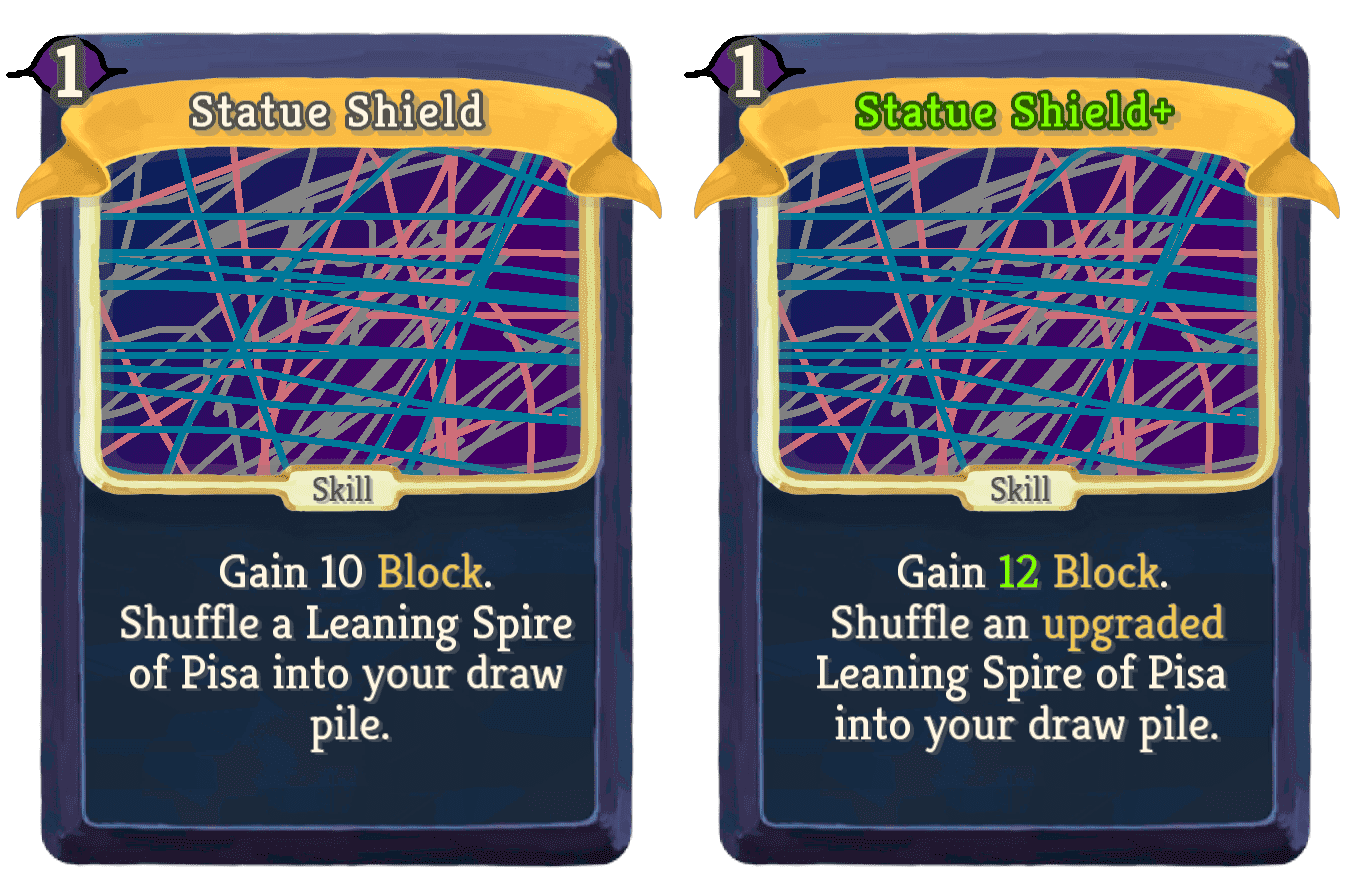 1
Statue Shield
Skill
Gain 10 Block.
Shuffle a Leaning Spire
of Pisa into your draw
pile.
1
Statue Shield+
Skill
Gain 12 Block.
Shuffle an upgraded
Leaning Spire of Pisa
into your draw pile.